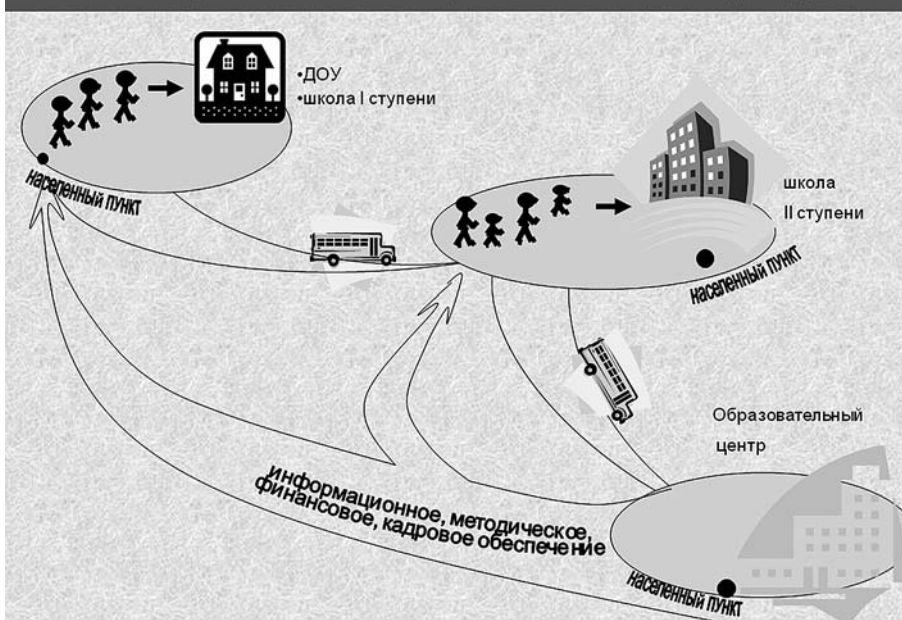 •ДОУ
•школа I ступени
населенный пункт
школа
II ступени
населенный пункт
Образовательный
центр
информационное, методическое,
финансовое, кадровое обеспечение
населенный пункт